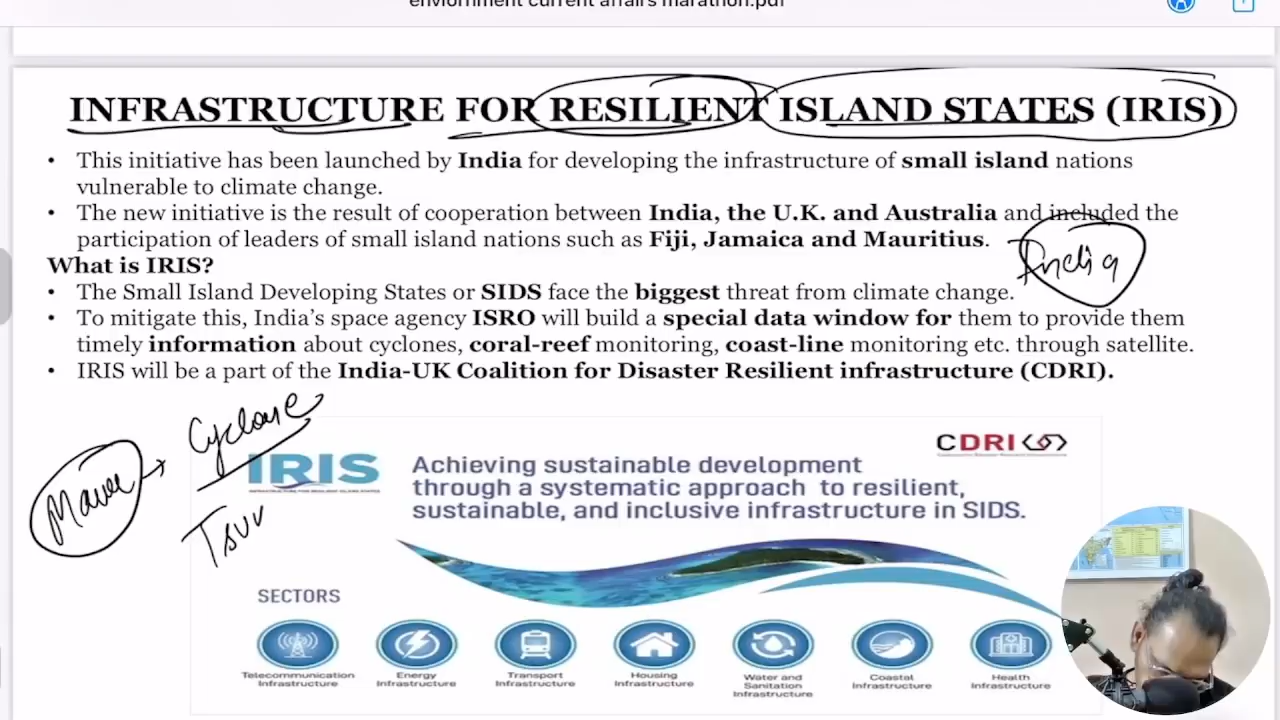 enviornment current affairs marathon.pdf
INFRASTRUCTURE FOR RESILIENT ISLAND STATES (IRIS)
• This initiative has been launched by India for developing the infrastructure of small island nations
vulnerable to climate change.
• The new initiative is the result of cooperation between India, the U.K. and Australia and included the
participation of leaders of small island nations such as Fiji, Jamaica and Mauritius.
India
What is IRIS?
• The Small Island Developing States or SIDS face the biggest threat from climate change.
• To mitigate this, India's space agency ISRO will build a special data window for them to provide them
timely information about cyclones, coral-reef monitoring, coast-line monitoring etc. through satellite.
• IRIS will be a part of the India-UK Coalition for Disaster Resilient infrastructure (CDRI).
Cyclone
Tsu
IRIS
INFRASTRUCTURE FOR RESILIENT ISLAND STATES
CDRI
Achieving sustainable development
through a systematic approach to resilient,
sustainable, and inclusive infrastructure in SIDS.
SECTORS
Telecommunication
Infrastructure
Energy
Infrastructure
Transport
Infrastructure
Housing
Infrastructure
Water and
Sanitation
Infrastructure
Coastal
Infrastructure
Health
Infrastructure